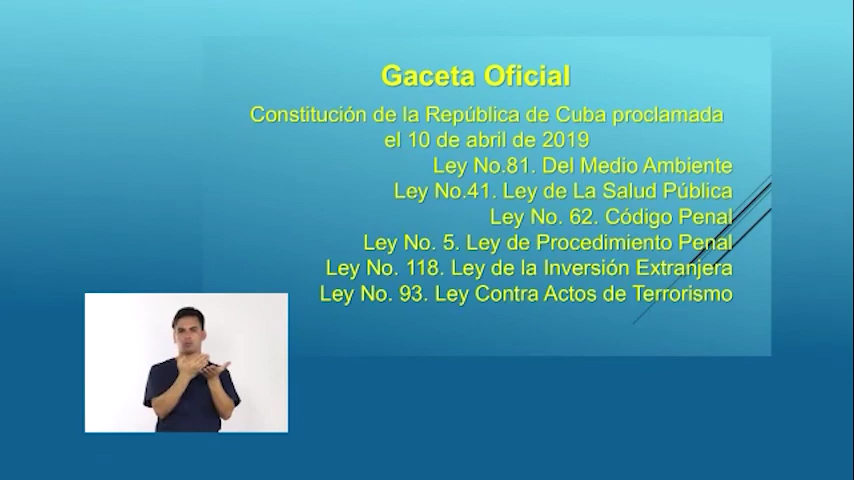 Gaceta Oficial
Constitución de la República de Cuba proclamada
el 10 de abril de 2019
Ley No.81. Del Medio Ambiente
Ley No.41. Ley de La Salud Pública
Ley No. 62. Código Penal
Ley No. 5. Ley de Procedimiento Penal
Ley No. 118. Ley de la Inversión Extranjera
Ley No. 93. Ley Contra Actos de Terrorismo